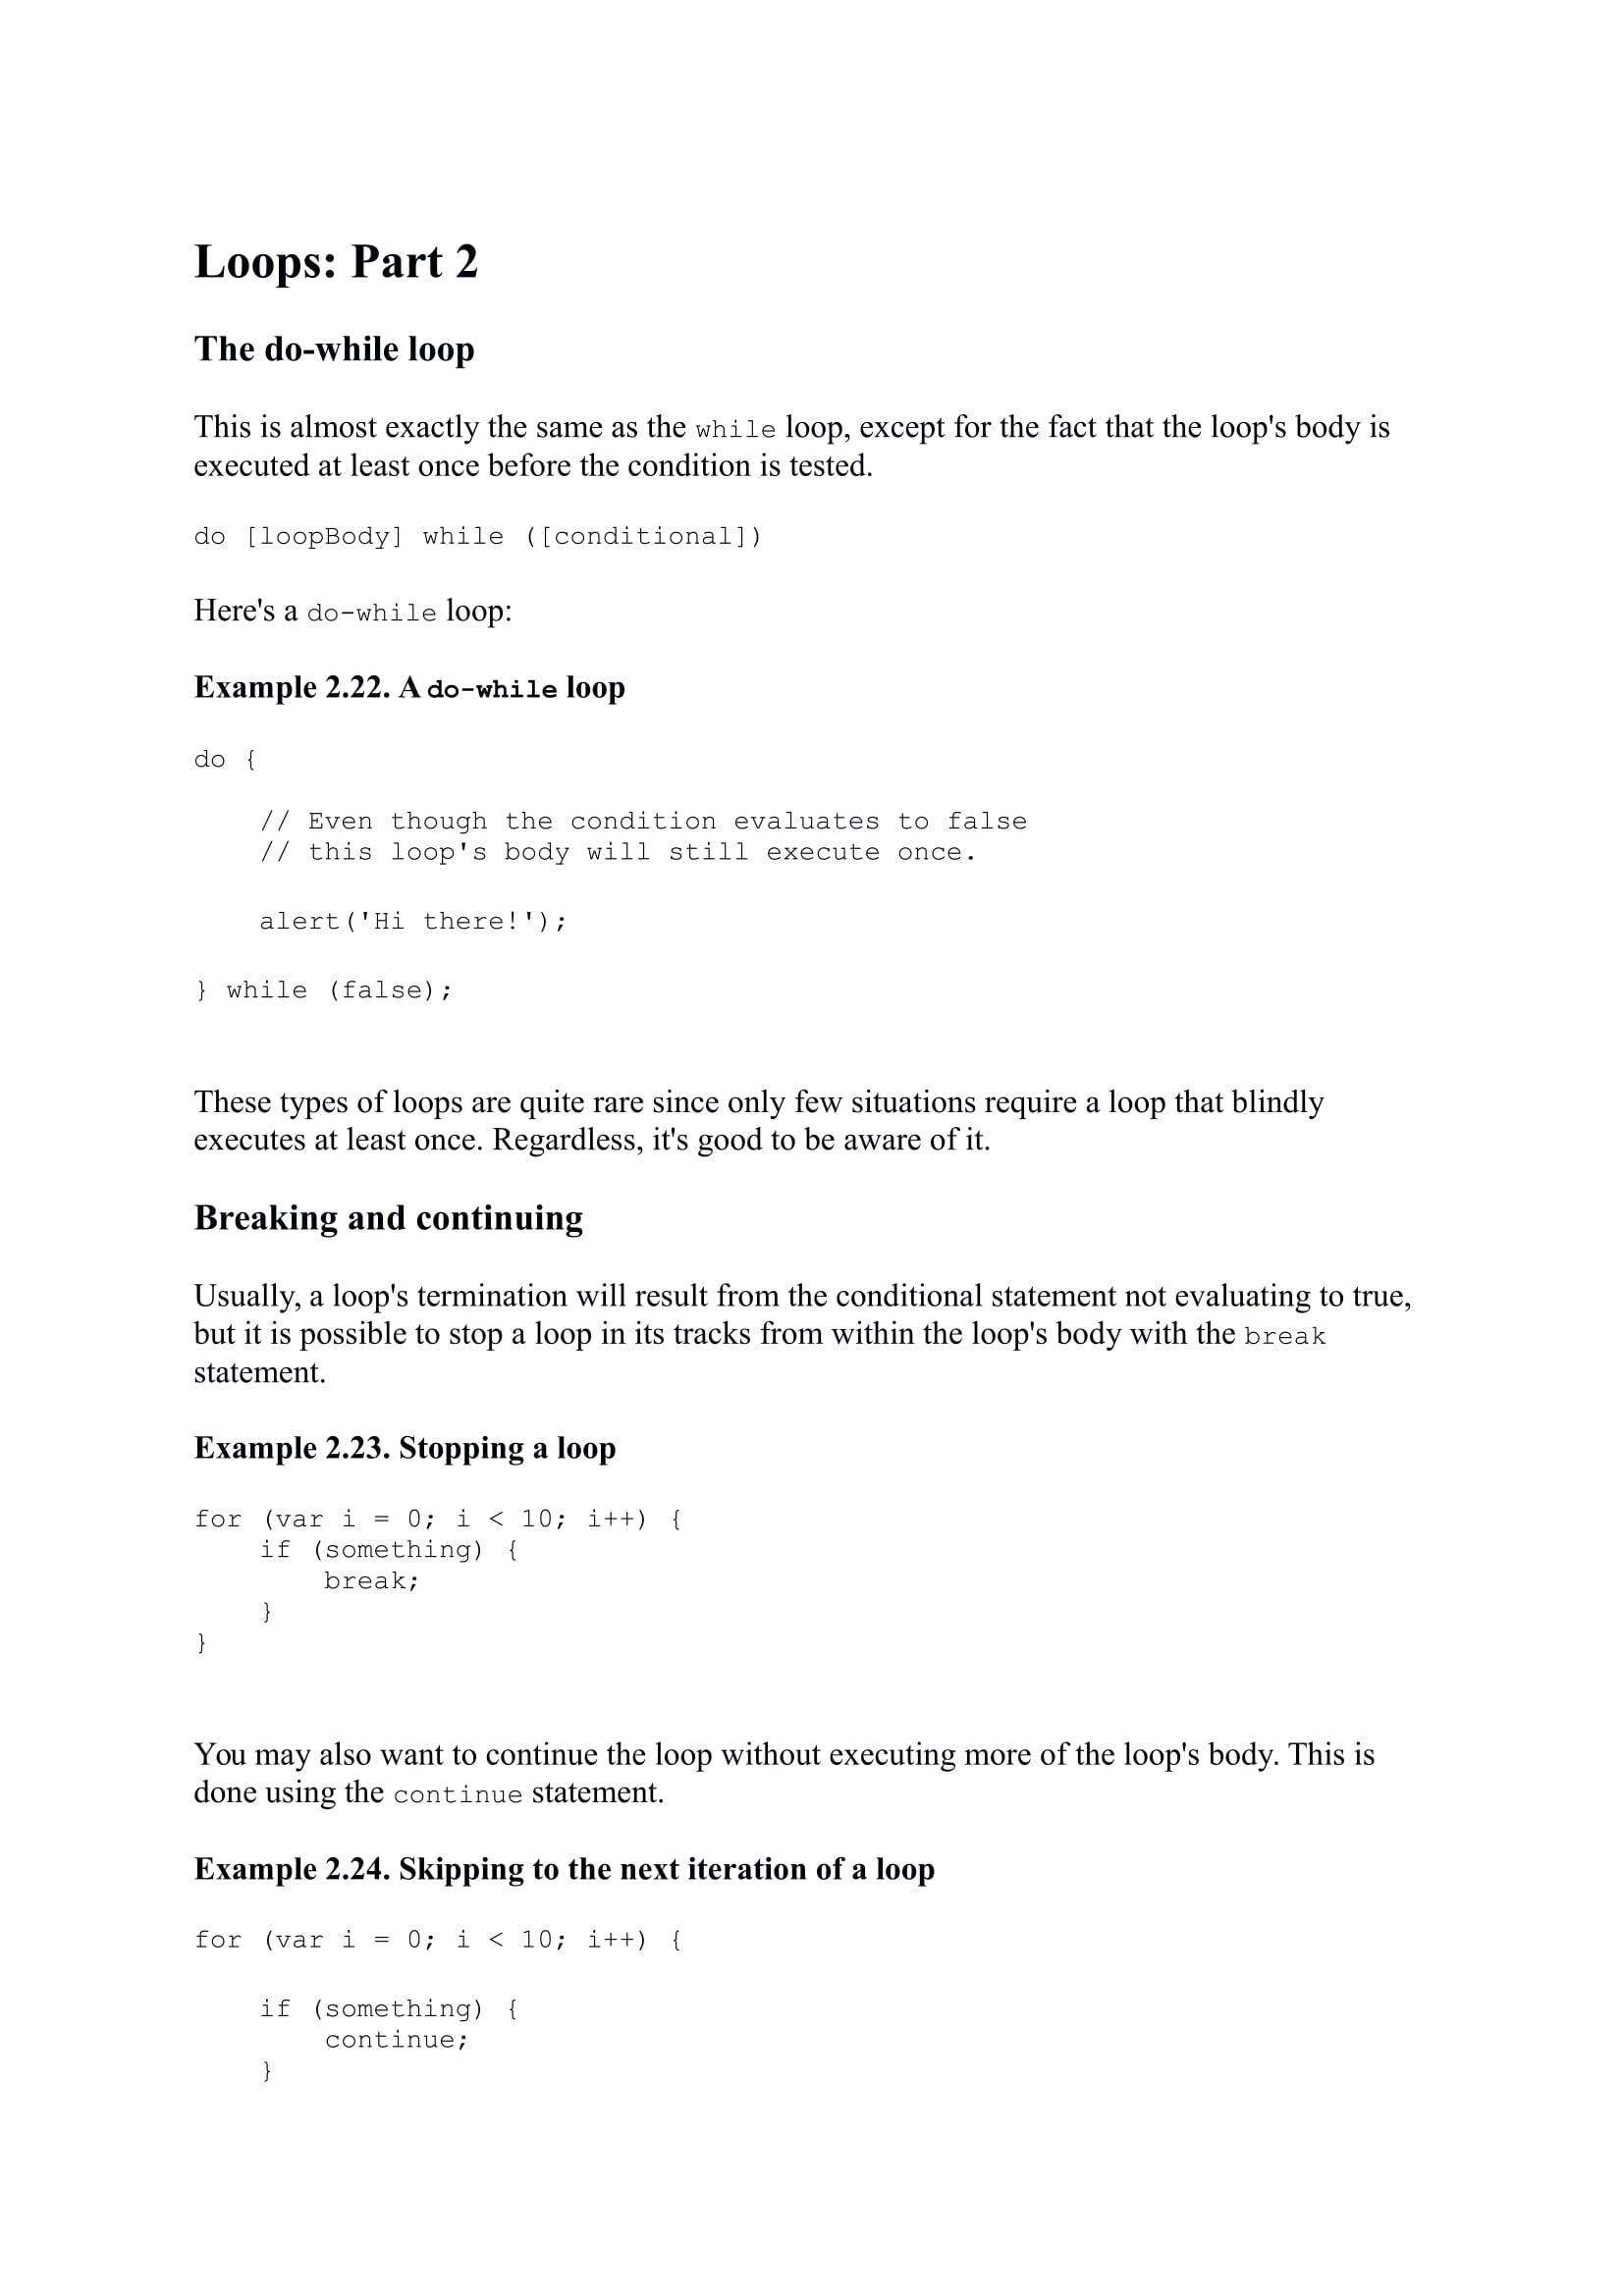 Loops: Part 2
The do-while loop
This is almost exactly the same as the while loop, except for the fact that the loop's body is
executed at least once before the condition is tested.
do [loopBody] while ([conditional])
Here's a do-while loop:
Example 2.22. A do-while loop
do {
    // Even though the condition evaluates to false
    // this loop's body will still execute once.
    alert('Hi there!');
} while (false);
These types of loops are quite rare since only few situations require a loop that blindly
executes at least once. Regardless, it's good to be aware of it.
Breaking and continuing
Usually, a loop's termination will result from the conditional statement not evaluating to true,
but it is possible to stop a loop in its tracks from within the loop's body with the break
statement.
Example 2.23. Stopping a loop
for (var i = 0; i < 10; i++) {
    if (something) {
        break;
    }
}
You may also want to continue the loop without executing more of the loop's body. This is
done using the continue statement.
Example 2.24. Skipping to the next iteration of a loop
for (var i = 0; i < 10; i++) {
    if (something) {
        continue;
    }